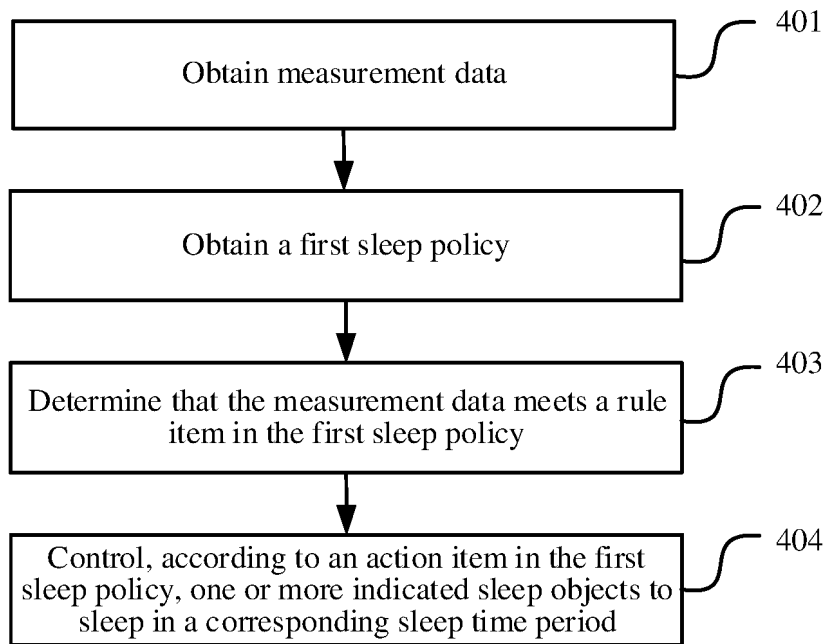 401
Obtain measurement data
402
Obtain a first sleep policy
403
Determine that the measurement data meets a rule
item in the first sleep policy
404
Control, according to an action item in the first
sleep policy, one or more indicated sleep objects to
sleep in a corresponding sleep time period